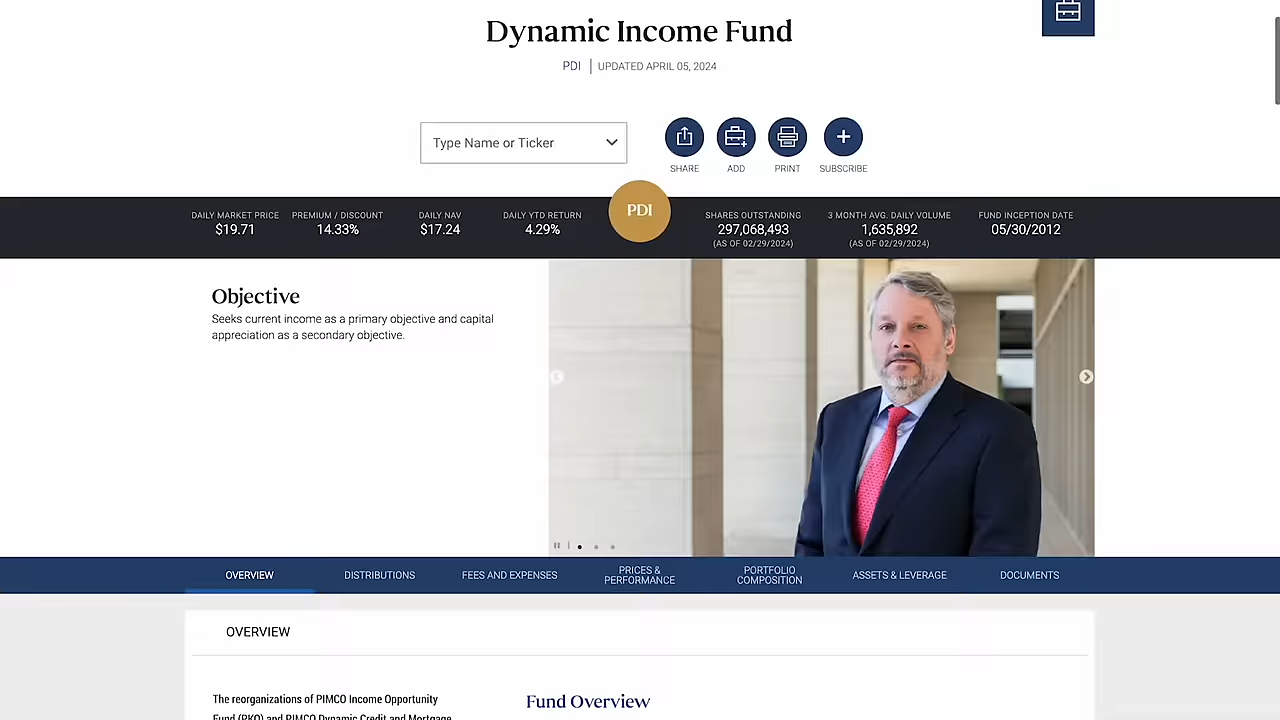 Dynamic Income Fund
PDI | UPDATED APRIL 05, 2024
Type Name or Ticker
SHARE ADD PRINT SUBSCRIBE
DAILY MARKET PRICE PREMIUM / DISCOUNT DAILY NAV DAILY YTD RETURN PDI SHARES OUTSTANDING 3 MONTH AVG. DAILY VOLUME FUND INCEPTION DATE
$19.71 14.33% $17.24 4.29% 297,068,493 1,635,892 05/30/2012
(AS OF 02/29/2024) (AS OF 02/29/2024)
Objective
Seeks current income as a primary objective and capital
appreciation as a secondary objective.
OVERVIEW DISTRIBUTIONS FEES AND EXPENSES PRICES & PERFORMANCE PORTFOLIO COMPOSITION ASSETS & LEVERAGE DOCUMENTS
OVERVIEW
The reorganizations of PIMCO Income Opportunity
Fund (PKO) and PIMCO Dynamic Credit and Mortgage
Fund Overview